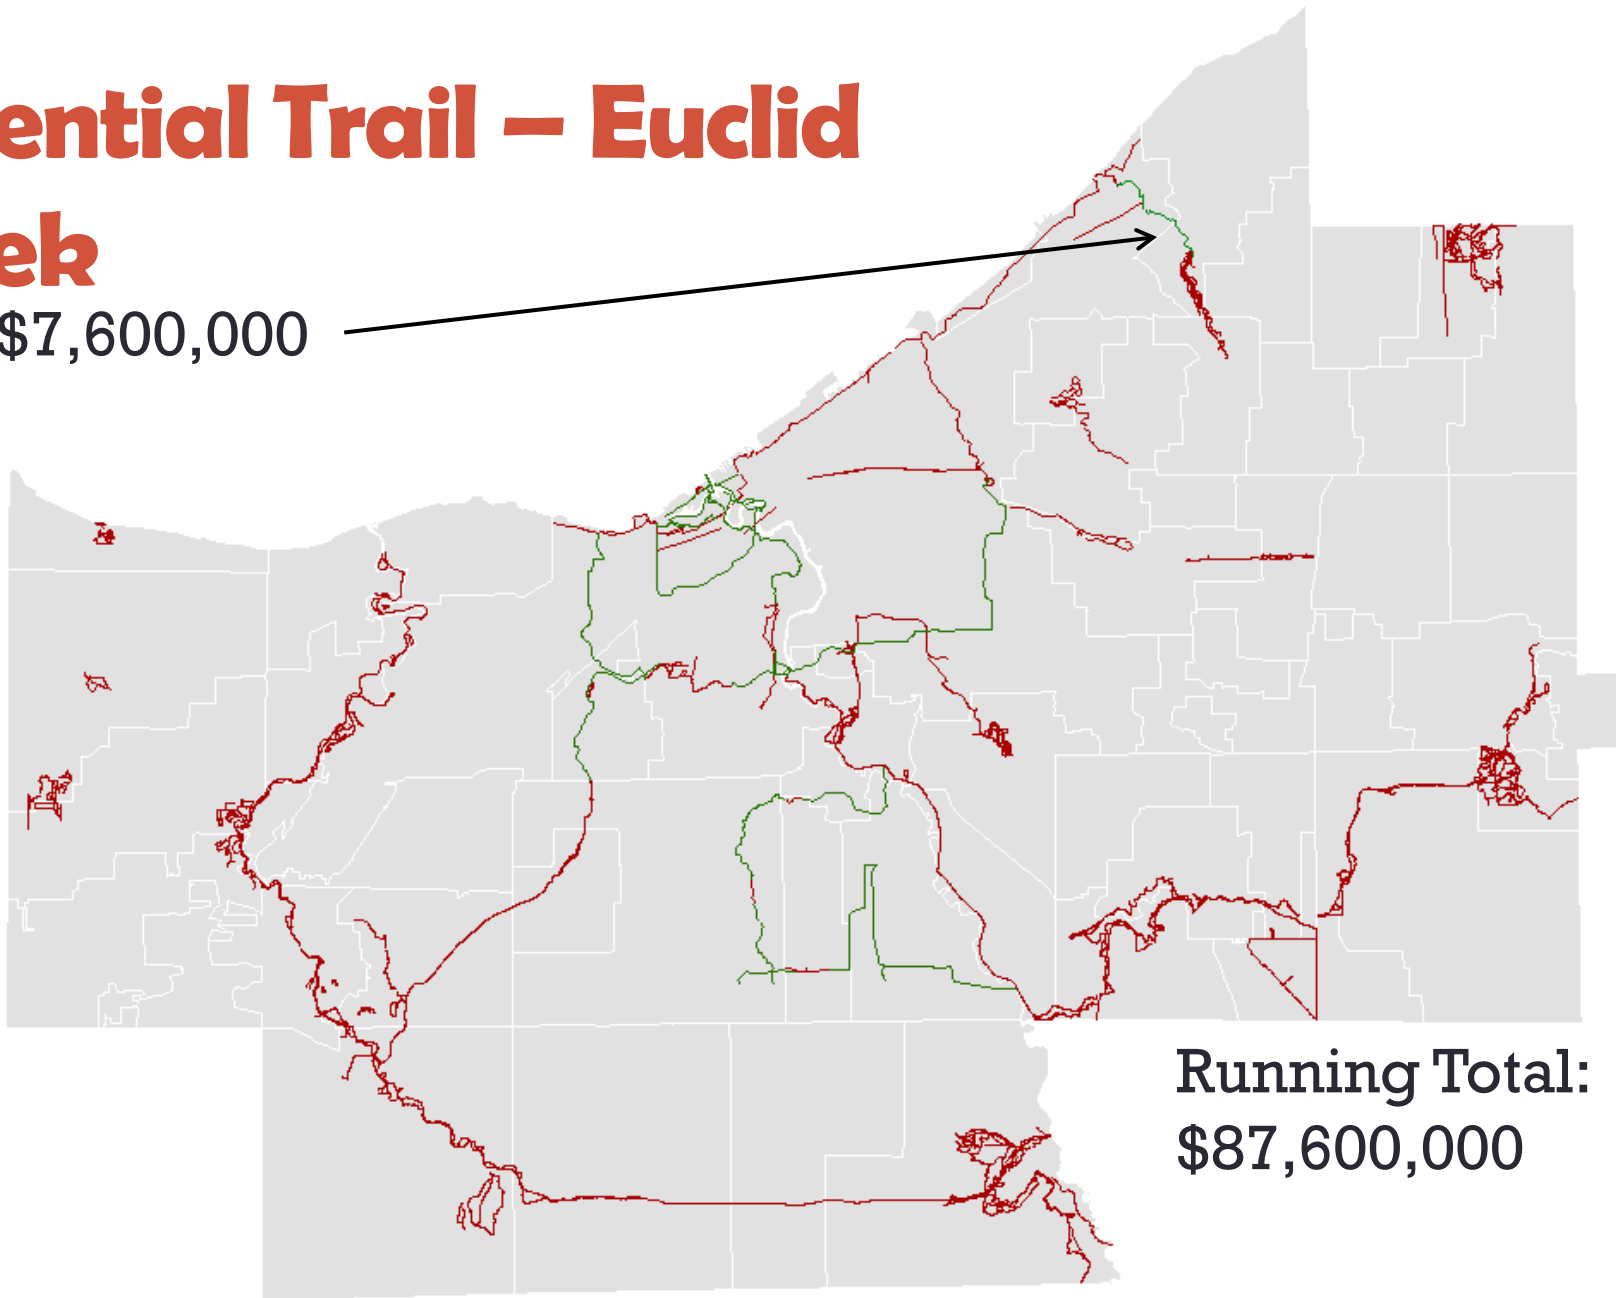 ential Trail – Euclid
ek
$7,600,000
Running Total:
$87,600,000